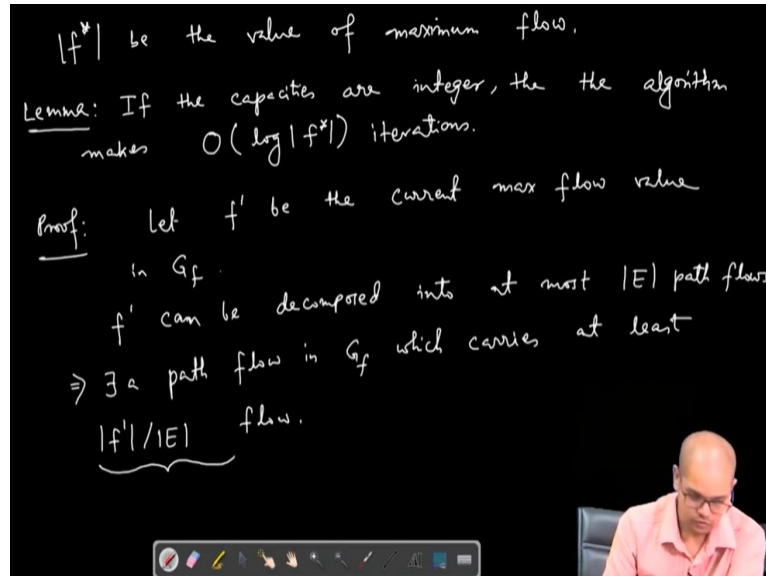 |f*| be the value of maximum flow.
Lemma: If the capacities are integer, the the algorithm
makes O(log|f*|) iterations.
Proof: Let f' be the current max flow value
in G_f.
f' can be decomposed into at most |E| path flows
⇒ ∃ a path flow in G_f which carries at least
|f'|/|E| flow.